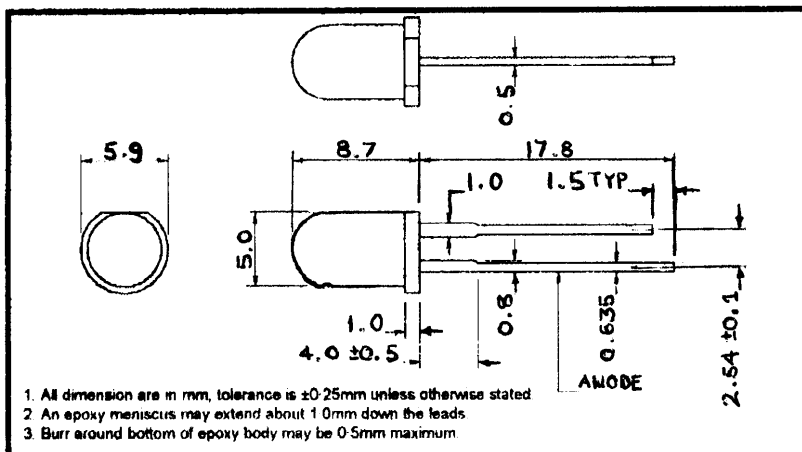 0.5
5.9
8.7
17.8
1.0
1.5 TYP
5.0
1.0
4.0 ±0.5
0.8
0.635
2.54 ±0.1
ANODE
1. All dimension are in mm, tolerance is ±0·25mm unless otherwise stated
2 An epoxy meniscus may extend about 1 0mm down the leads
3. Burr around bottom of epoxy body may be 0·5mm maximum.